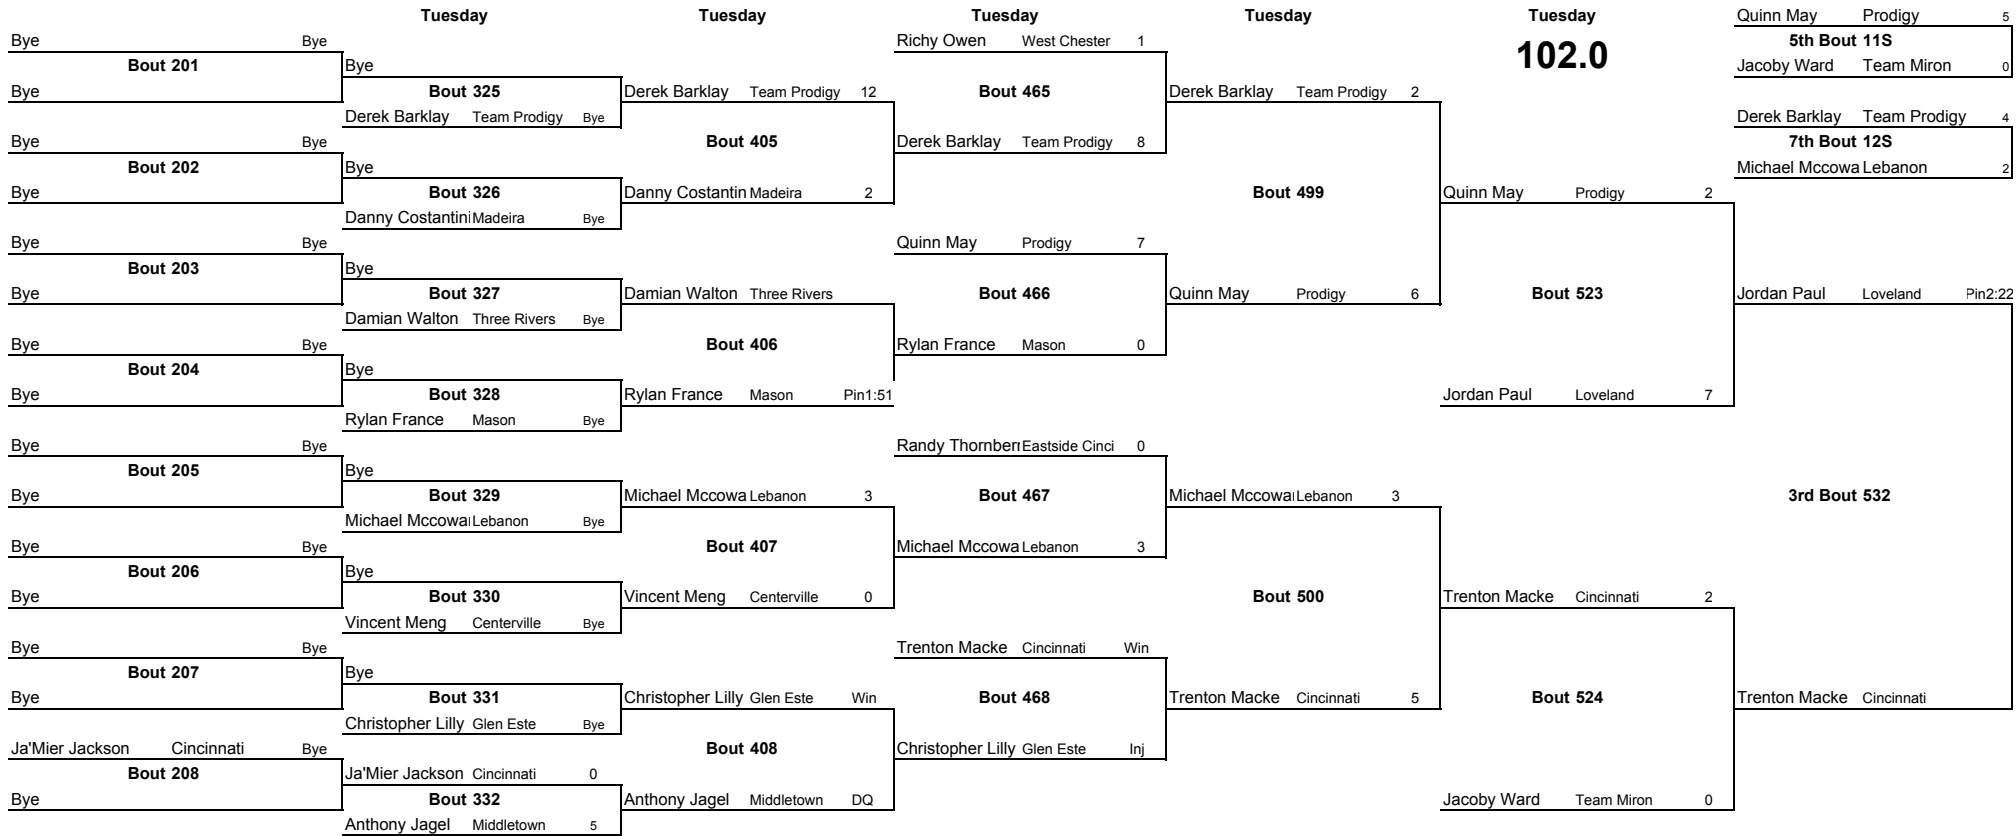 Tuesday Tuesday Tuesday Tuesday Tuesday Quinn May Prodigy 5
Bye Bye Richy Owen West Chester 1 102.0 5th Bout 11S
Bout 201 Bye Jacoby Ward Team Miron 0
Bye Bout 325 Derek Barklay Team Prodigy 12 Bout 465 Derek Barklay Team Prodigy 2
Derek Barklay Team Prodigy Bye Derek Barklay Team Prodigy 4
Bye Bye Bout 405 Derek Barklay Team Prodigy 8 7th Bout 12S
Bout 202 Bye Michael Mccowa Lebanon 2
Bye Bout 326 Danny Costantin Madeira 2 Bout 499 Quinn May Prodigy 2
Danny Costantini Madeira Bye
Bye Bye Quinn May Prodigy 7
Bout 203 Bye
Bye Bout 327 Damian Walton Three Rivers Bout 466 Quinn May Prodigy 6 Bout 523 Jordan Paul Loveland Pin2:22
Damian Walton Three Rivers Bye
Bye Bye Bout 406 Rylan France Mason 0
Bout 204 Bye
Bye Bout 328 Rylan France Mason Pin1:51 Jordan Paul Loveland 7
Rylan France Mason Bye
Bye Bye Randy Thornberr Eastside Cinci 0
Bout 205 Bye
Bye Bout 329 Michael Mccowa Lebanon 3 Bout 467 Michael Mccowa Lebanon 3 3rd Bout 532
Michael Mccowa Lebanon Bye
Bye Bye Bout 407 Michael Mccowa Lebanon 3
Bout 206 Bye
Bye Bout 330 Vincent Meng Centerville 0 Bout 500 Trenton Macke Cincinnati 2
Vincent Meng Centerville Bye
Bye Bye Trenton Macke Cincinnati Win
Bout 207 Bye
Bye Bout 331 Christopher Lilly Glen Este Win Bout 468 Trenton Macke Cincinnati 5 Bout 524 Trenton Macke Cincinnati
Christopher Lilly Glen Este Bye
Ja'Mier Jackson Cincinnati Bye Bout 408 Christopher Lilly Glen Este Inj
Bout 208 Ja'Mier Jackson Cincinnati 0
Bye Bout 332 Anthony Jagel Middletown DQ Jacoby Ward Team Miron 0
Anthony Jagel Middletown 5